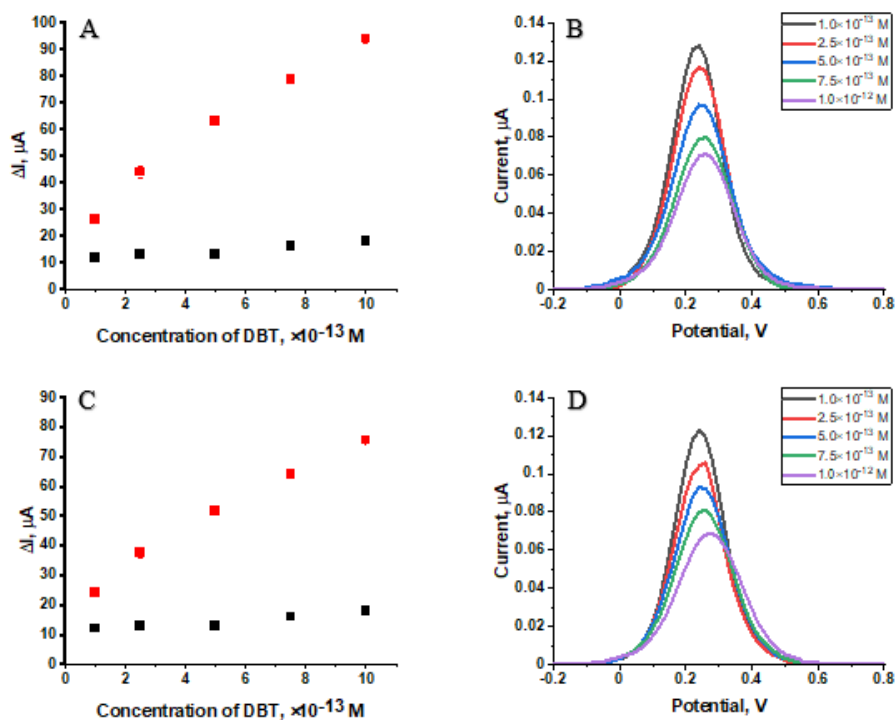 A
ΔI, μA
100
90
80
70
60
50
40
30
20
10
0
0 2 4 6 8 10
Concentration of DBT, ×10⁻¹³ M
B
Current, μA
0.14
0.12
0.1
0.08
0.06
0.04
0.02
0
-0.2 0 0.2 0.4 0.6 0.8
Potential, V
1.0×10⁻¹³ M
2.5×10⁻¹³ M
5.0×10⁻¹³ M
7.5×10⁻¹³ M
1.0×10⁻¹² M
C
ΔI, μA
90
80
70
60
50
40
30
20
10
0
0 2 4 6 8 10
Concentration of DBT, ×10⁻¹³ M
D
Current, μA
0.14
0.12
0.1
0.08
0.06
0.04
0.02
0
-0.2 0 0.2 0.4 0.6 0.8
Potential, V
1.0×10⁻¹³ M
2.5×10⁻¹³ M
5.0×10⁻¹³ M
7.5×10⁻¹³ M
1.0×10⁻¹² M